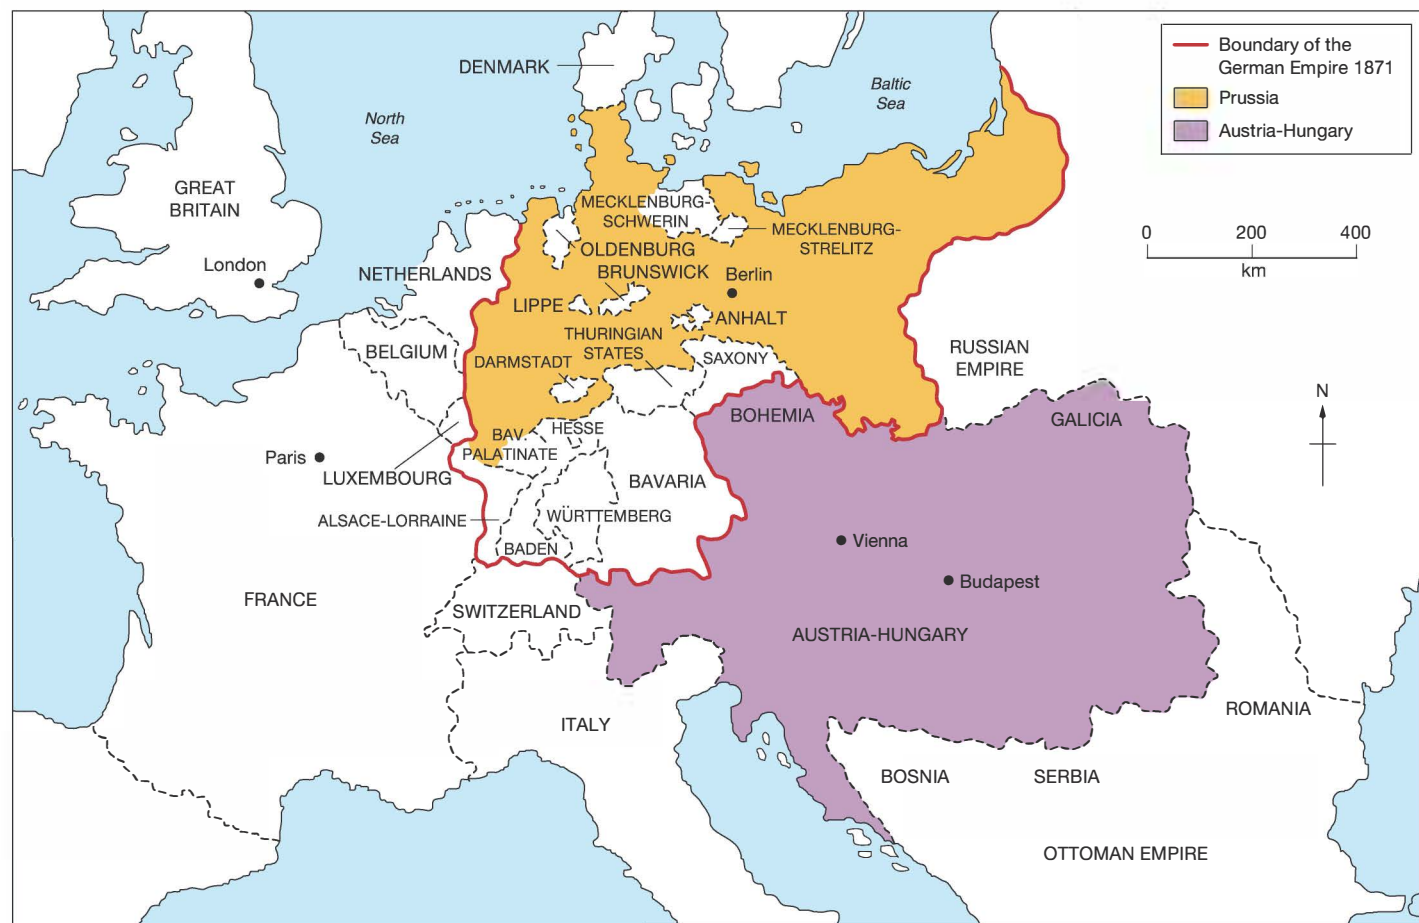 Boundary of the
German Empire 1871
Prussia
Austria-Hungary
DENMARK
Baltic
Sea
North
Sea
GREAT
BRITAIN
MECKLENBURG-
SCHWERIN
MECKLENBURG-
STRELITZ
0 200 400
km
OLDENBURG
London
NETHERLANDS
BRUNSWICK
Berlin
LIPPE
ANHALT
THURINGIAN
STATES
BELGIUM
DARMSTADT
SAXONY
RUSSIAN
EMPIRE
N
BOHEMIA
GALICIA
HESSE
BAV
PALATINATE
Paris
LUXEMBOURG
BAVARIA
ALSACE-LORRAINE
WÜRTTEMBERG
BADEN
Vienna
Budapest
FRANCE
SWITZERLAND
AUSTRIA-HUNGARY
ITALY
ROMANIA
BOSNIA
SERBIA
OTTOMAN EMPIRE